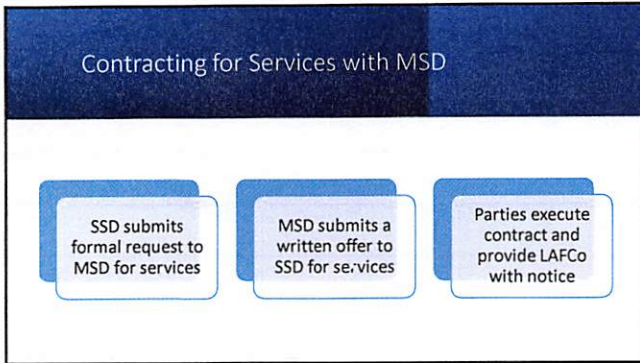 Contracting for Services with MSD
SSD submits
formal request to
MSD for services
MSD submits a
written offer to
SSD for services
Parties execute
contract and
provide LAFCo
with notice